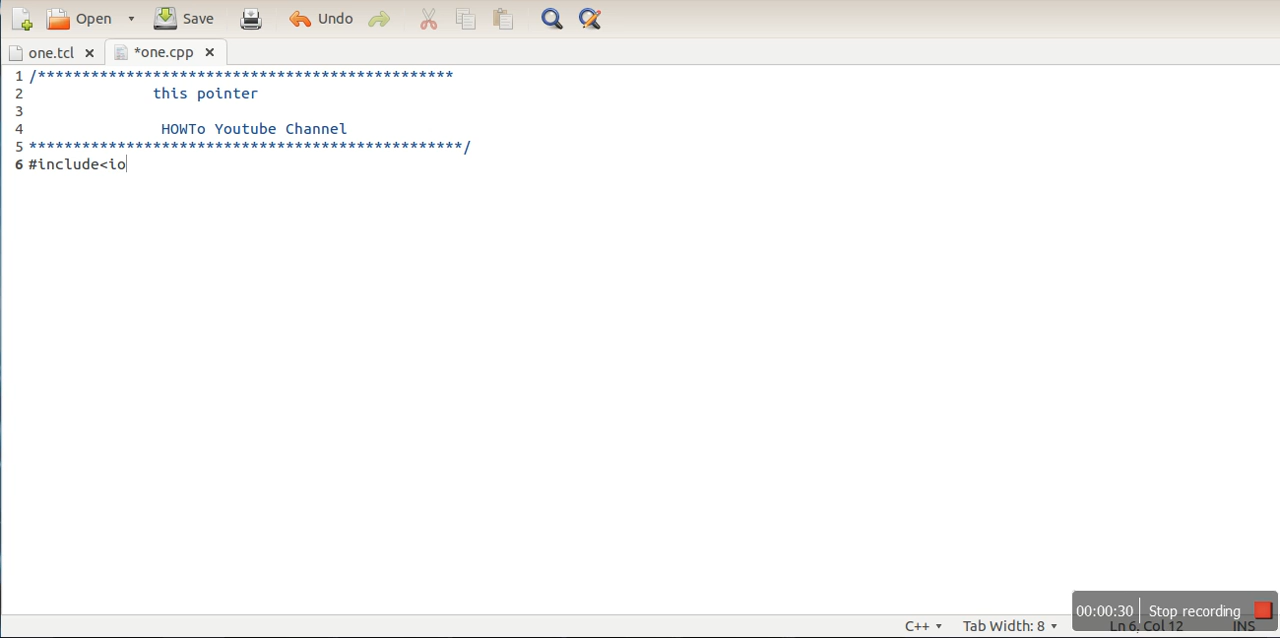 Open Save Undo
one.tcl *one.cpp
1 /***********************************************
2 this pointer
3
4 HOWTo Youtube Channel
5 *************************************************/
6 #include<io
00:00:30 Stop recording
C++ Tab Width: 8 Ln 6, Col 12 INS